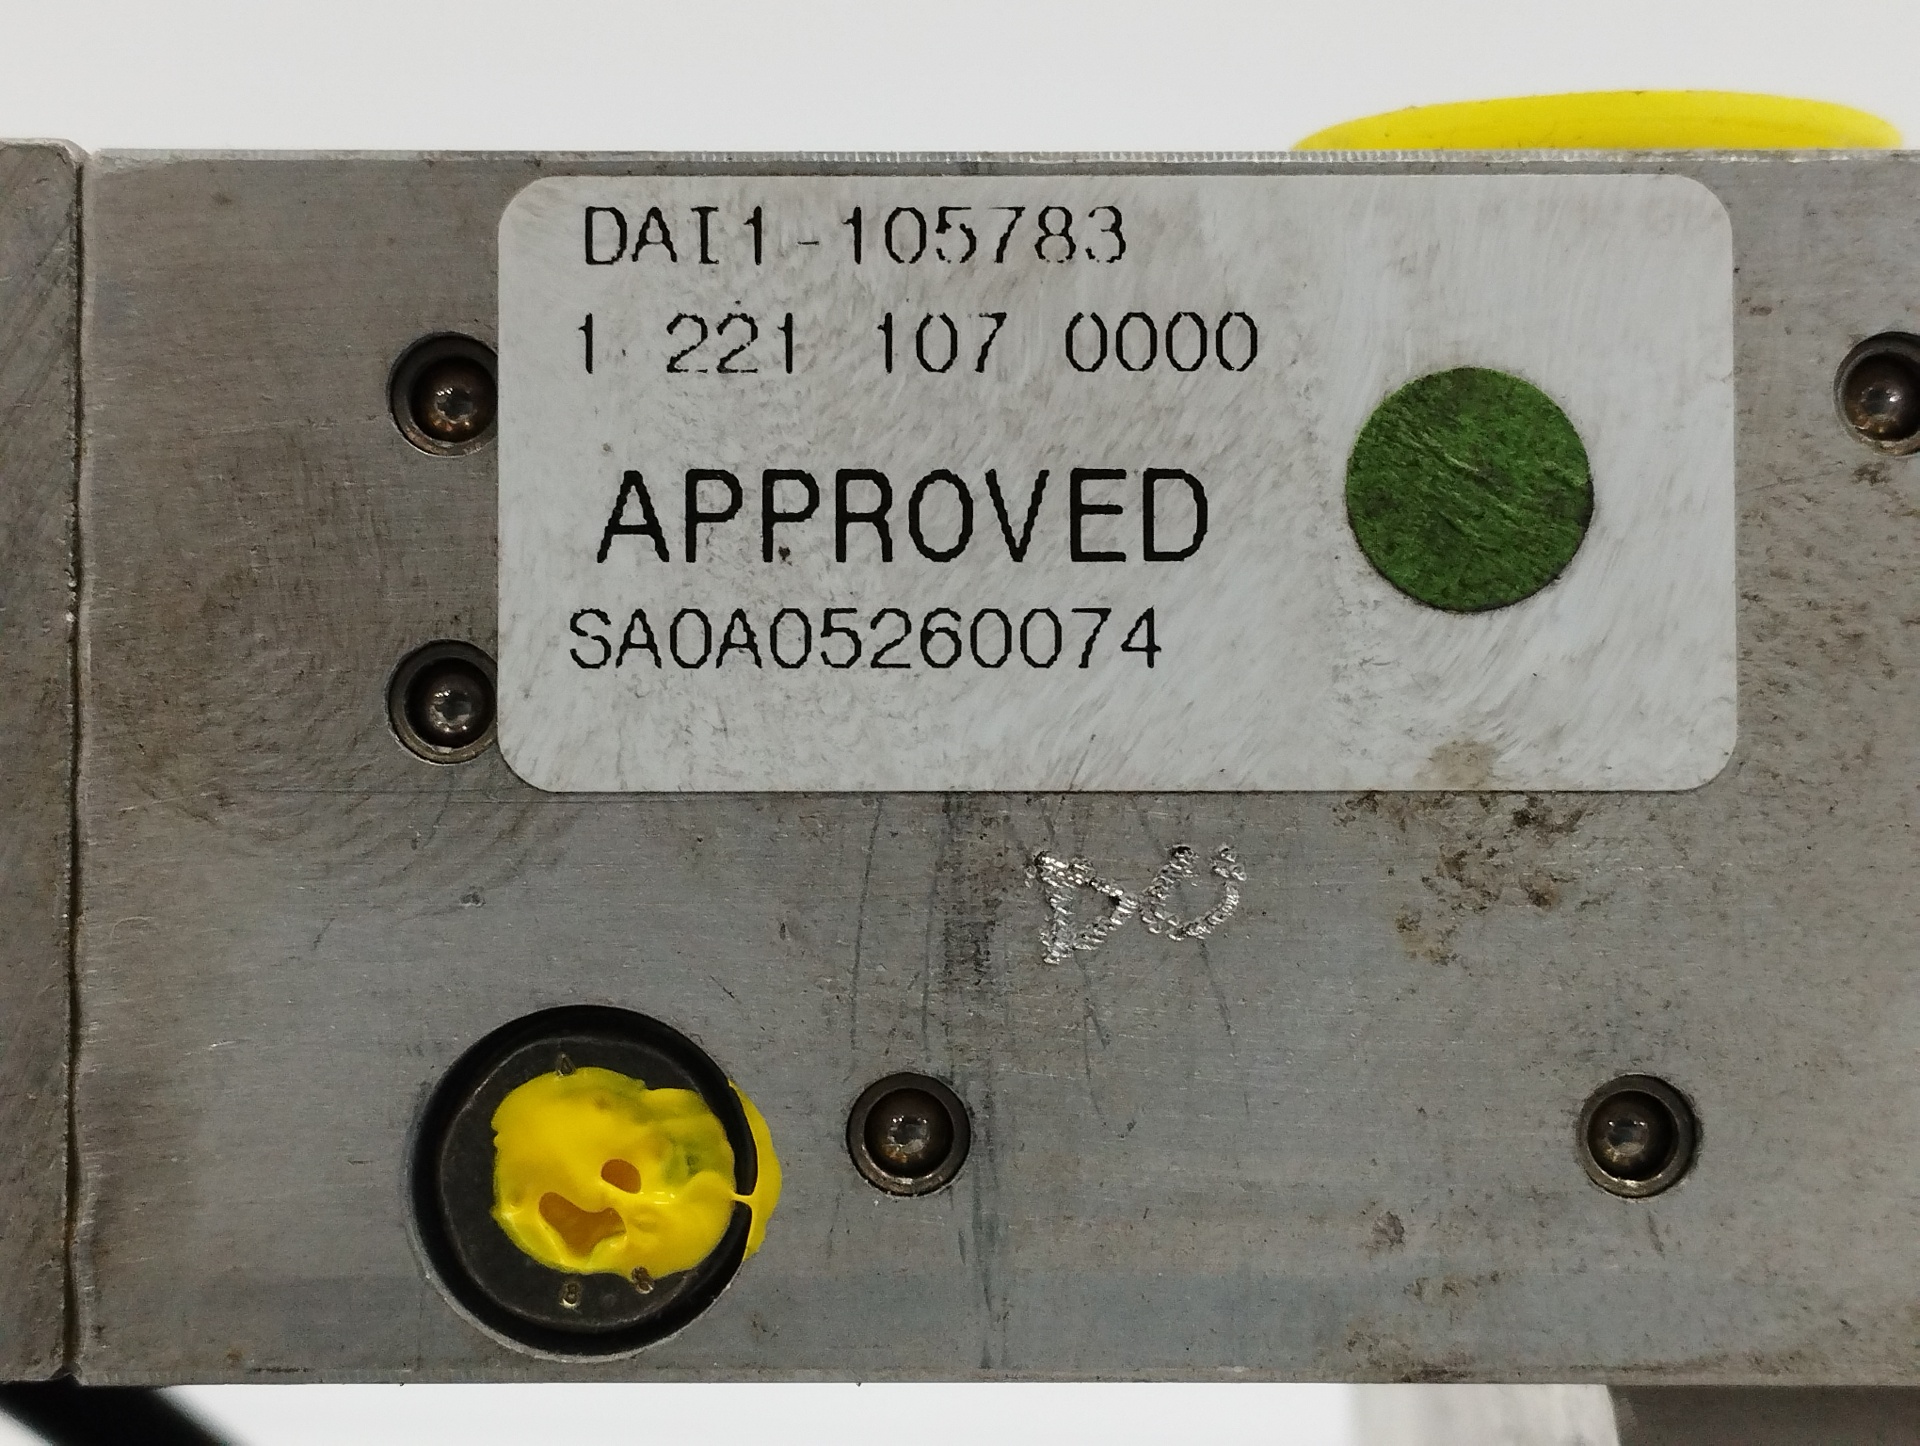 DAI1-105783
1 221 107 0000
APPROVED
SA0A05260074